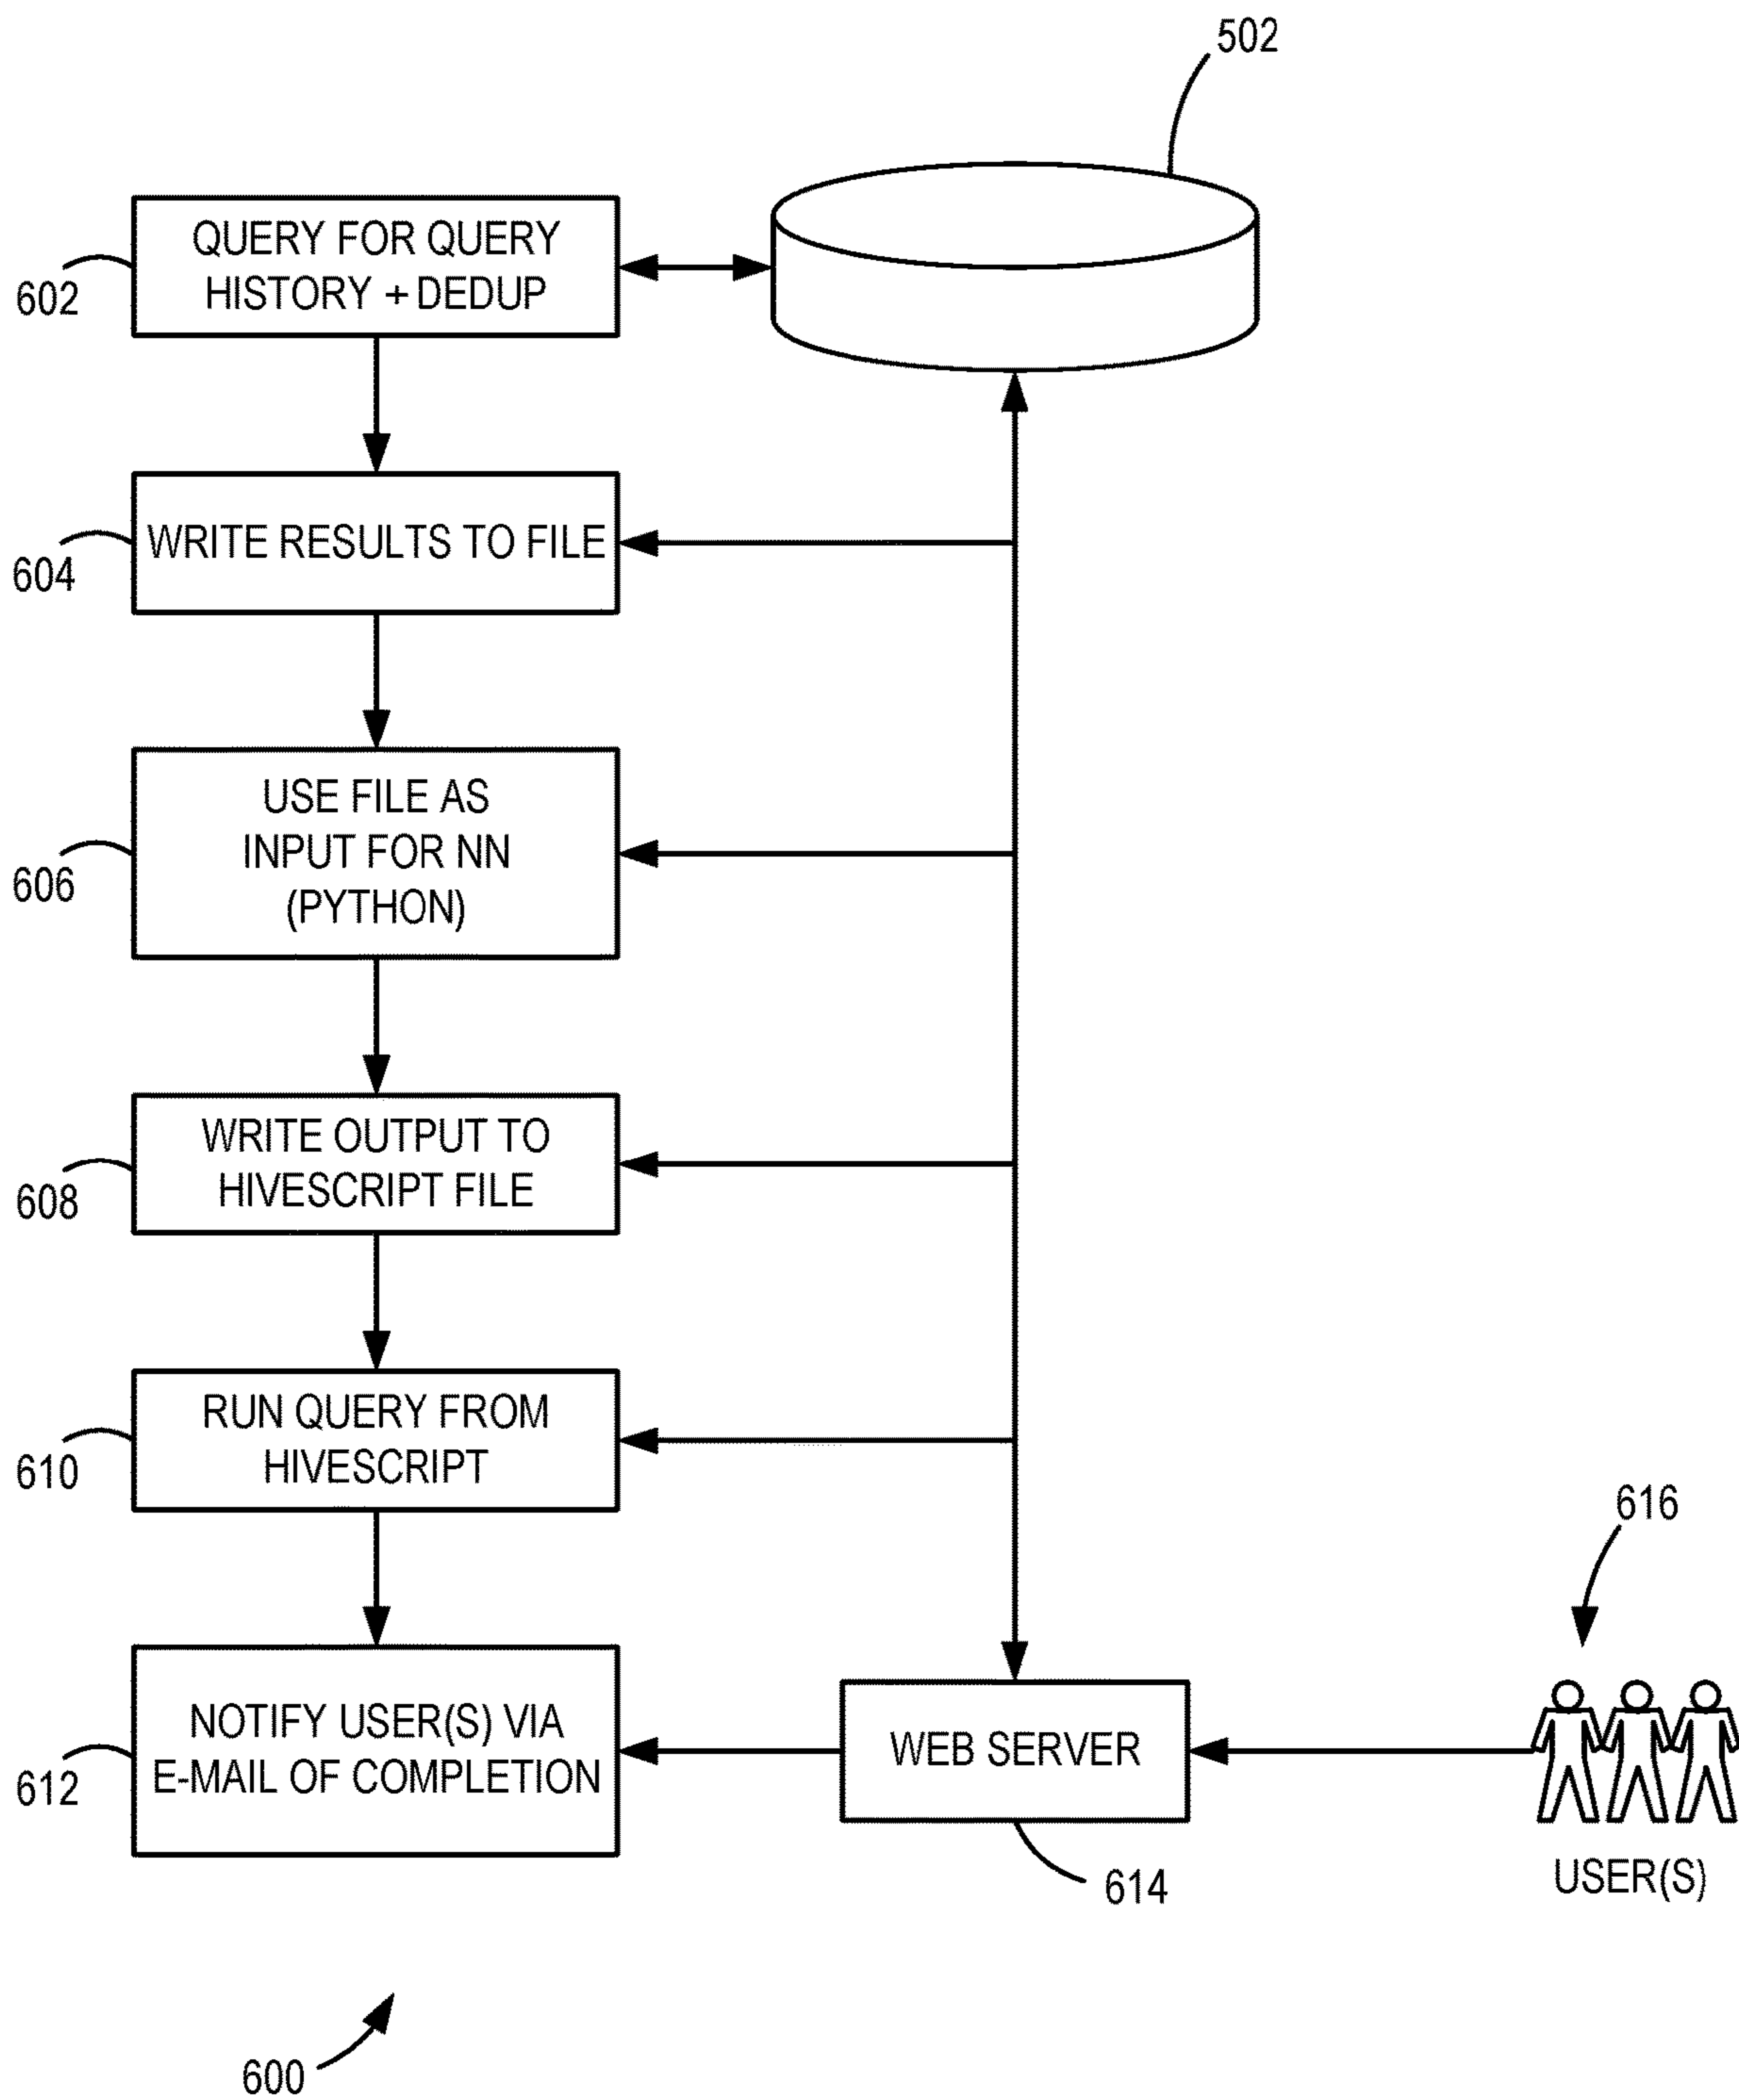 502
QUERY FOR QUERY
HISTORY + DEDUP
602
WRITE RESULTS TO FILE
604
USE FILE AS
INPUT FOR NN
(PYTHON)
606
WRITE OUTPUT TO
HIVESCRIPT FILE
608
RUN QUERY FROM
HIVESCRIPT
610
616
NOTIFY USER(S) VIA
E-MAIL OF COMPLETION
612
WEB SERVER
614
USER(S)
600